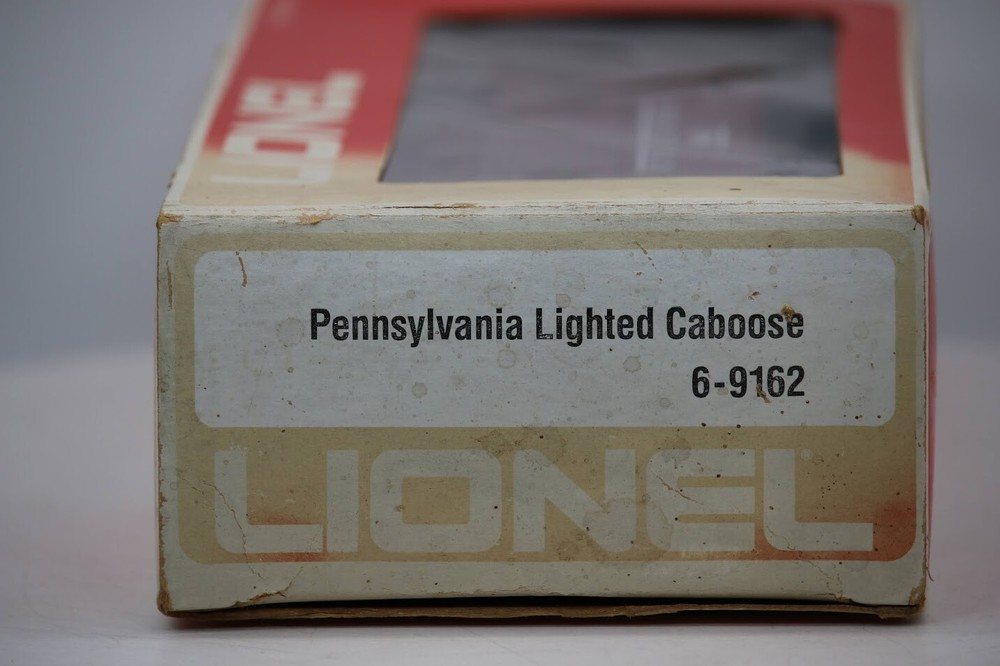 LIONEL
Pennsylvania Lighted Caboose
6-9162
LIONEL